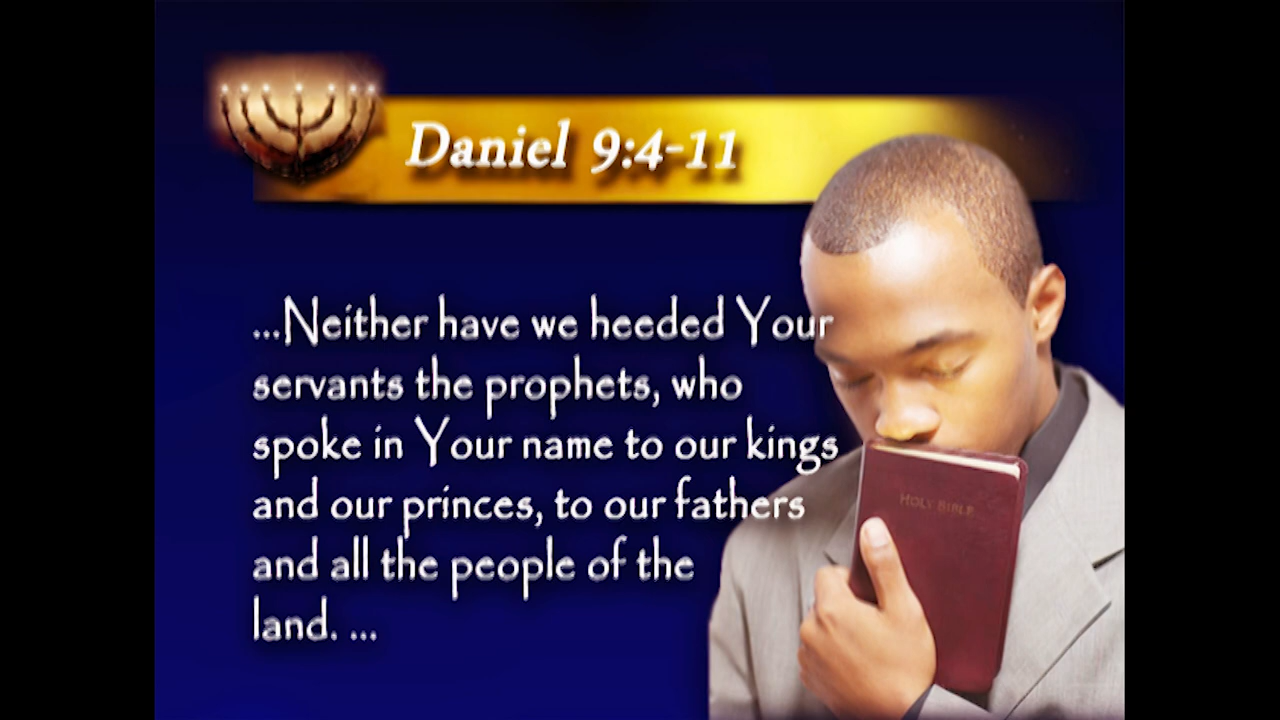 Daniel 9:4-11
...Neither have we heeded Your
servants the prophets, who
spoke in Your name to our kings
and our princes, to our fathers
and all the people of the
land. ...
HOLY BIBLE